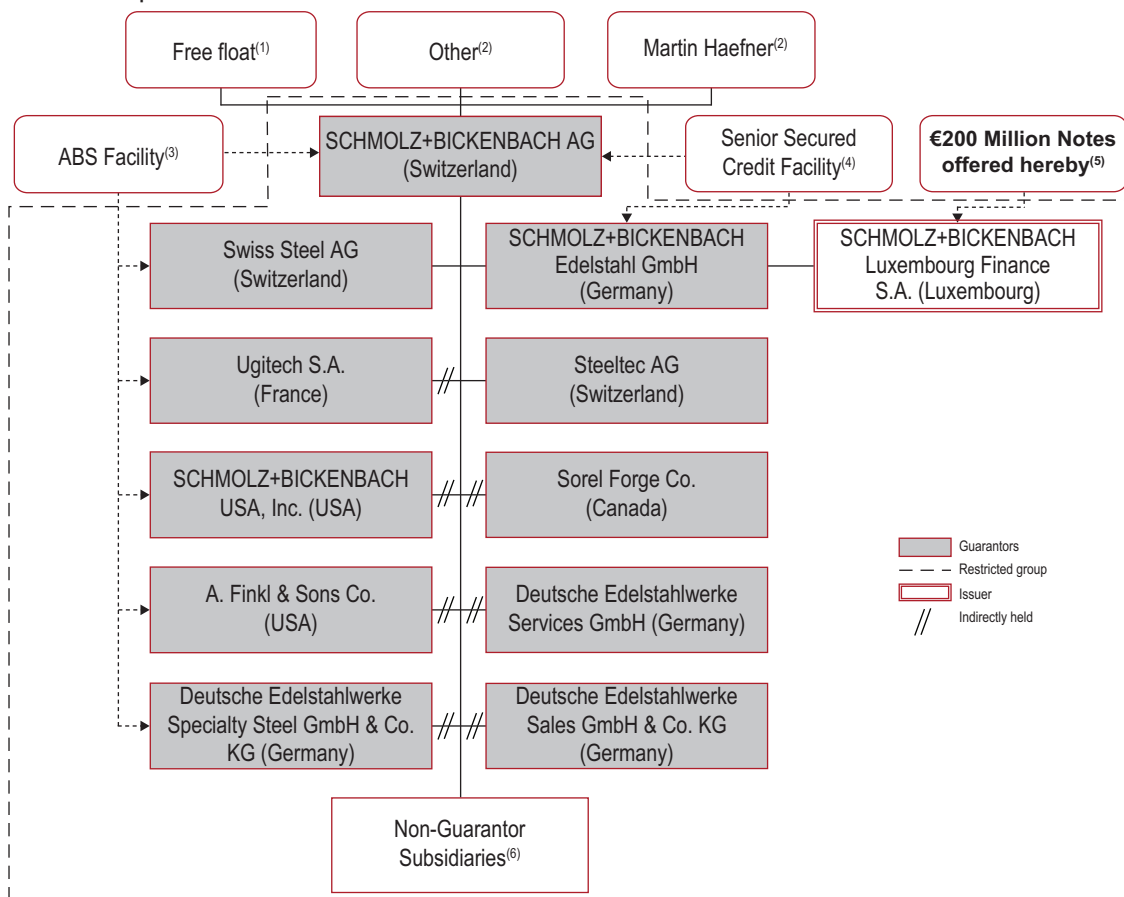 Free float(1)
Other(2)
Martin Haefner(2)
ABS Facility(3)
SCHMOLZ+BICKENBACH AG
(Switzerland)
Senior Secured
Credit Facility(4)
€200 Million Notes
offered hereby(5)
Swiss Steel AG
(Switzerland)
SCHMOLZ+BICKENBACH
Edelstahl GmbH
(Germany)
SCHMOLZ+BICKENBACH
Luxembourg Finance
S.A. (Luxembourg)
Ugitech S.A.
(France)
Steeltec AG
(Switzerland)
SCHMOLZ+BICKENBACH
USA, Inc. (USA)
Sorel Forge Co.
(Canada)
A. Finkl & Sons Co.
(USA)
Deutsche Edelstahlwerke
Services GmbH (Germany)
Deutsche Edelstahlwerke
Specialty Steel GmbH & Co.
KG (Germany)
Deutsche Edelstahlwerke
Sales GmbH & Co. KG
(Germany)
Non-Guarantor
Subsidiaries(6)
Guarantors
Restricted group
Issuer
Indirectly held